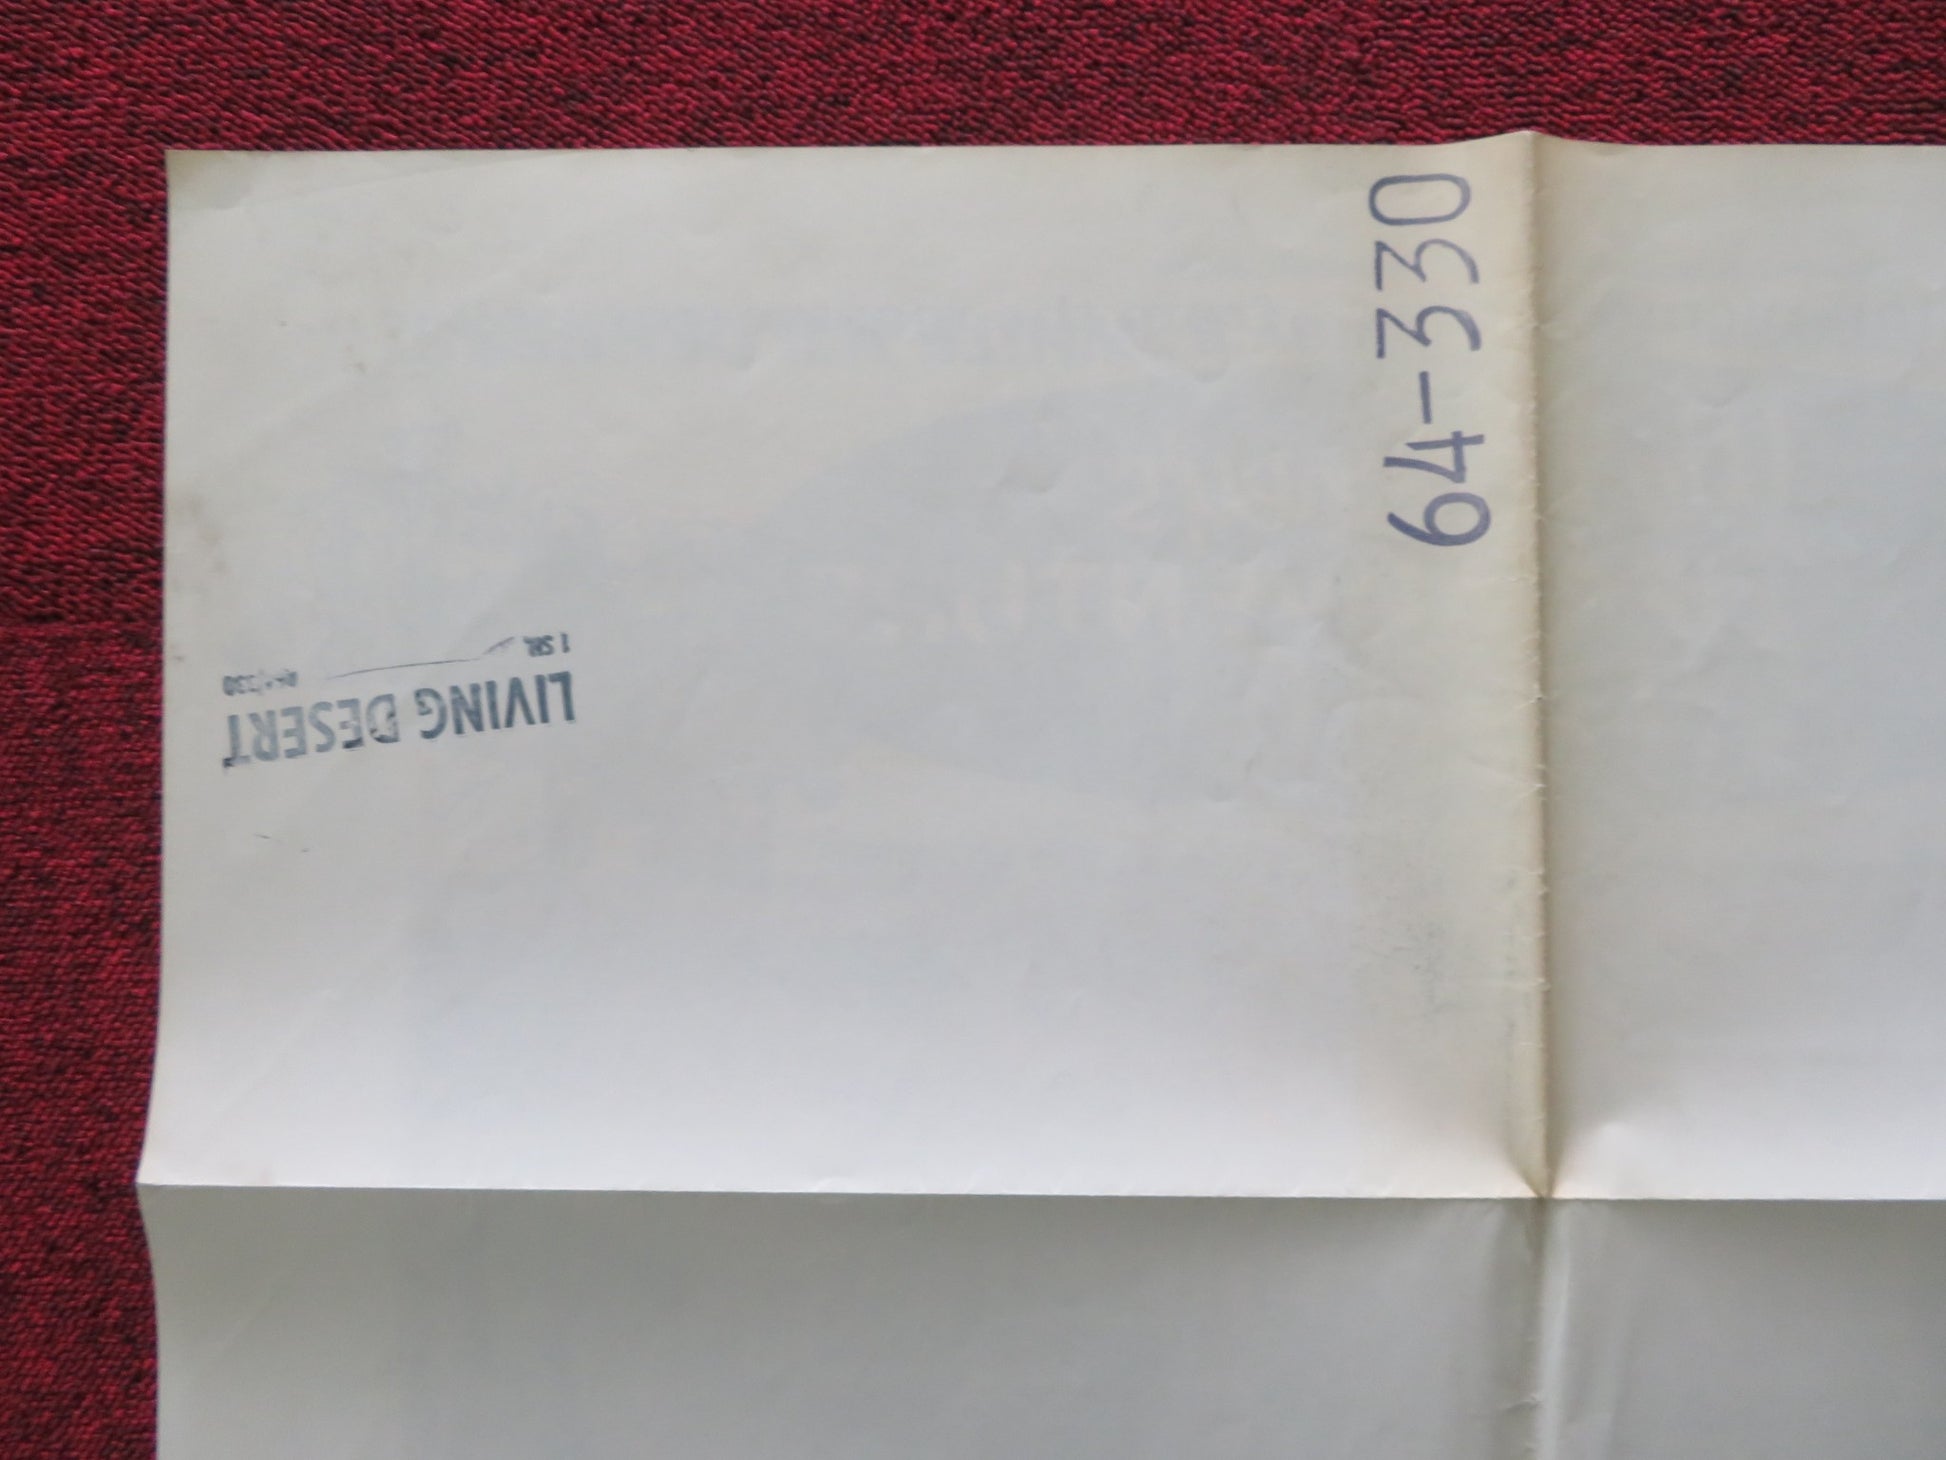 64-330
LIVING DESERT
1 SH.